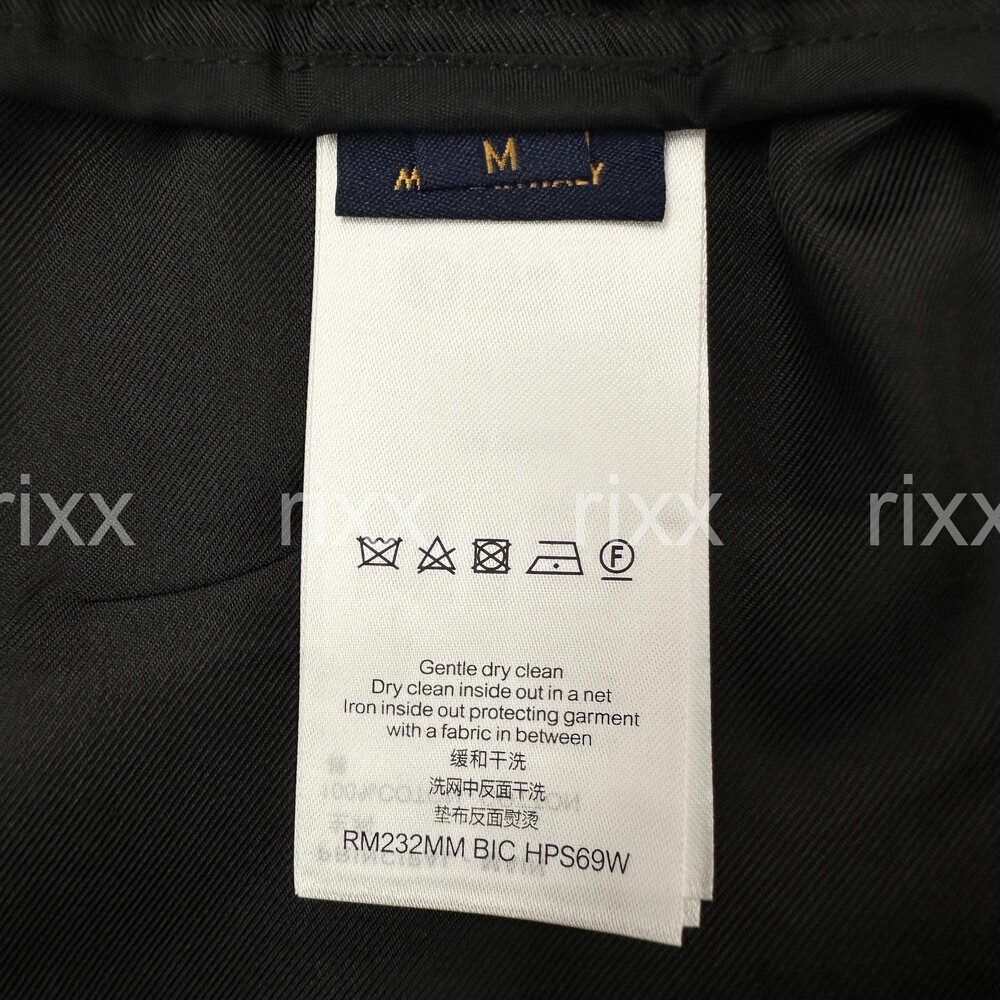 M
rixx rixx rixx rixx
F
Gentle dry clean
Dry clean inside out in a net
Iron inside out protecting garment
with a fabric in between
缓和干洗
洗网中反面干洗
垫布反面熨烫
RM232MM BIC HPS69W